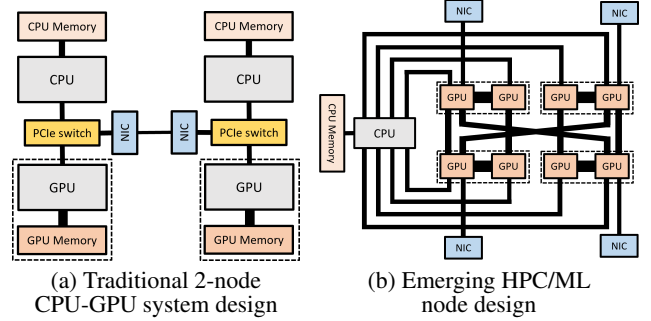 CPU Memory
CPU Memory
CPU
CPU
PCIe switch
NIC
NIC
PCIe switch
GPU
GPU
GPU Memory
GPU Memory
(a) Traditional 2-node
CPU-GPU system design
NIC
NIC
GPU
GPU
GPU
GPU
CPU Memory
CPU
GPU
GPU
GPU
GPU
NIC
NIC
(b) Emerging HPC/ML
node design